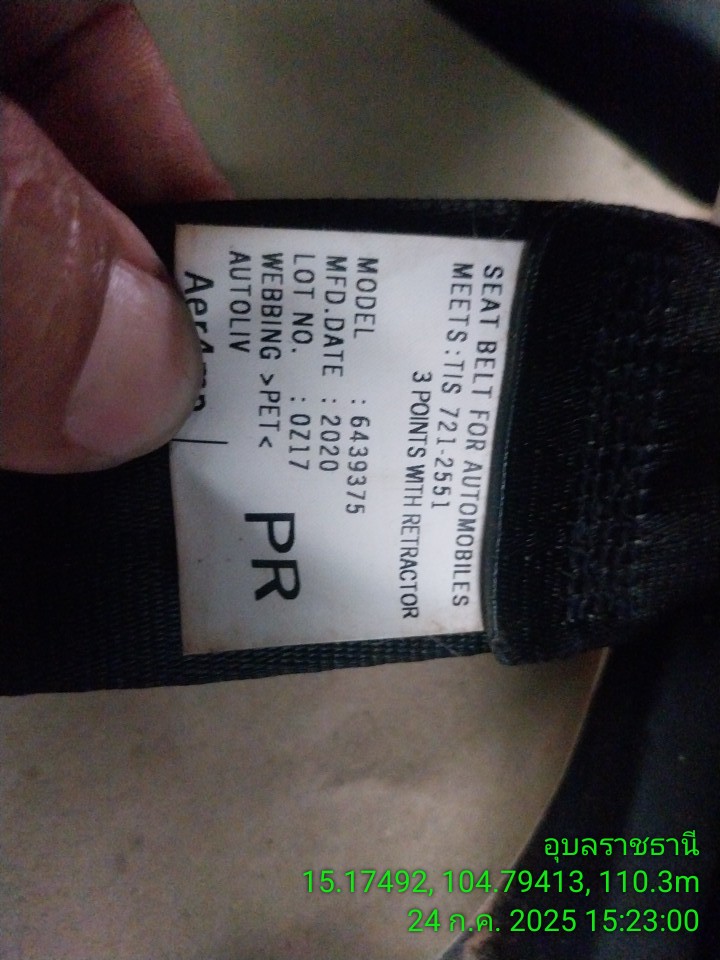 SEAT BELT FOR AUTOMOBILES
MEETS:TIS 721-2551
3 POINTS WITH RETRACTOR
MODEL : 6439375
MFD.DATE : 2020
LOT NO. : 0Z17
WEBBING >PET<
AUTOLIV
PR
อุบลราชธานี
15.17492, 104.79413, 110.3m
24 ก.ค. 2025 15:23:00